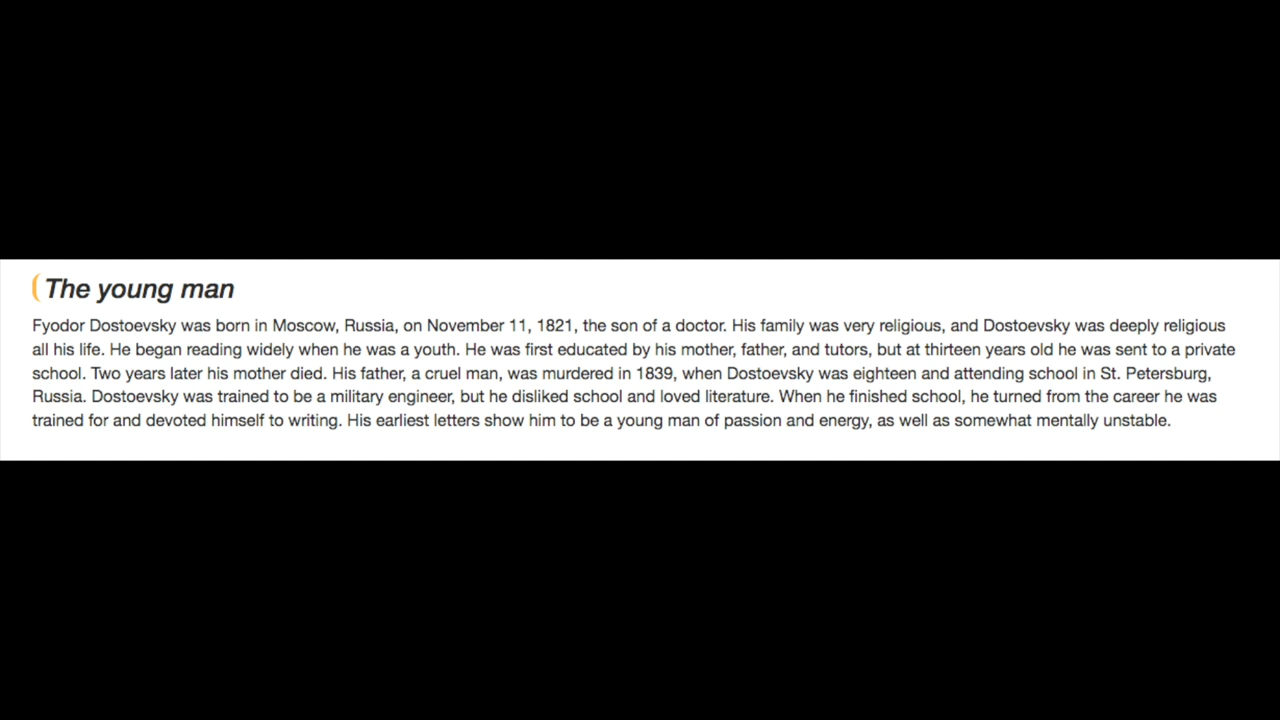 The young man
Fyodor Dostoevsky was born in Moscow, Russia, on November 11, 1821, the son of a doctor. His family was very religious, and Dostoevsky was deeply religious
all his life. He began reading widely when he was a youth. He was first educated by his mother, father, and tutors, but at thirteen years old he was sent to a private
school. Two years later his mother died. His father, a cruel man, was murdered in 1839, when Dostoevsky was eighteen and attending school in St. Petersburg,
Russia. Dostoevsky was trained to be a military engineer, but he disliked school and loved literature. When he finished school, he turned from the career he was
trained for and devoted himself to writing. His earliest letters show him to be a young man of passion and energy, as well as somewhat mentally unstable.